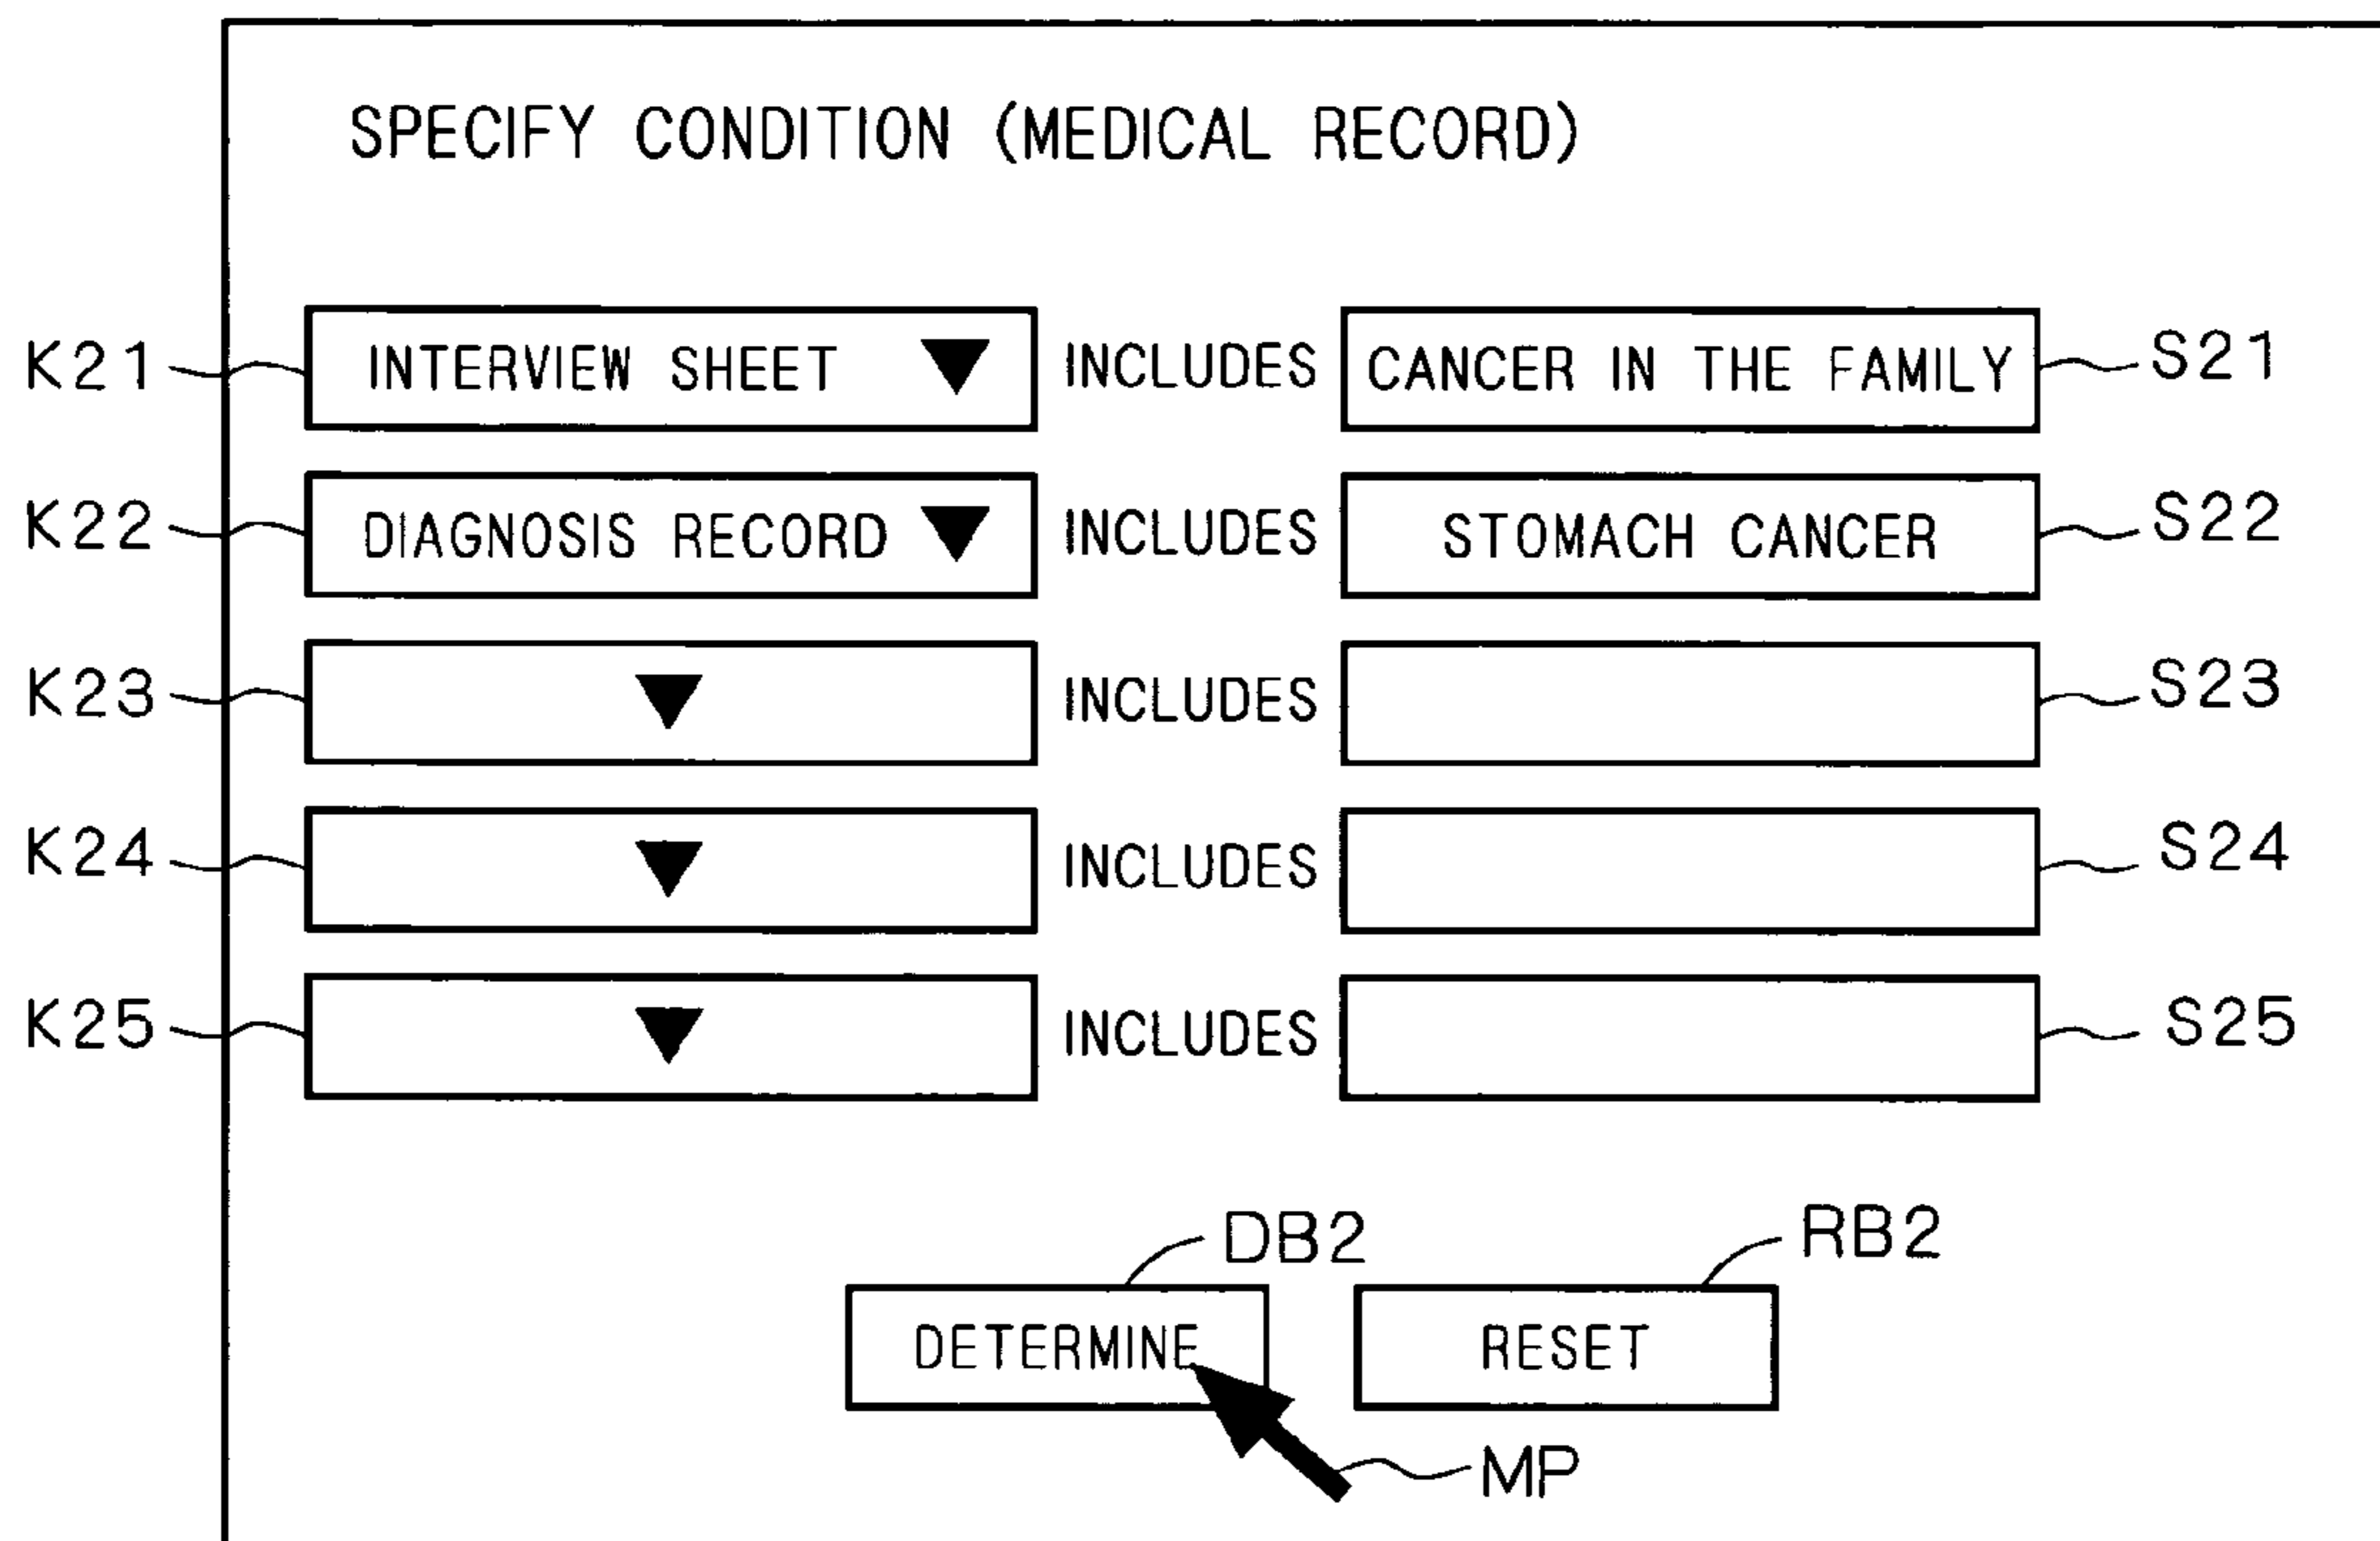 SPECIFY CONDITION (MEDICAL RECORD)
K21 INTERVIEW SHEET ▼ INCLUDES CANCER IN THE FAMILY S21
K22 DIAGNOSIS RECORD ▼ INCLUDES STOMACH CANCER S22
K23 ▼ INCLUDES S23
K24 ▼ INCLUDES S24
K25 ▼ INCLUDES S25
DB2 RB2
DETERMINE RESET
MP